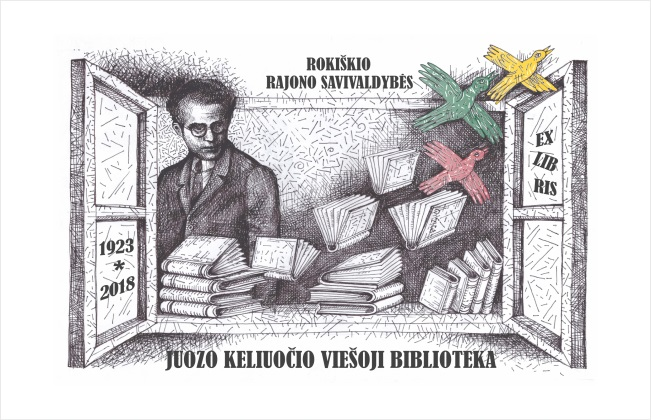 ROKIŠKIO
RAJONO SAVIVALDYBĖS
EX
LIB
RIS
1923
*
2018
JUOZO KELIUOČIO VIEŠOJI BIBLIOTEKA